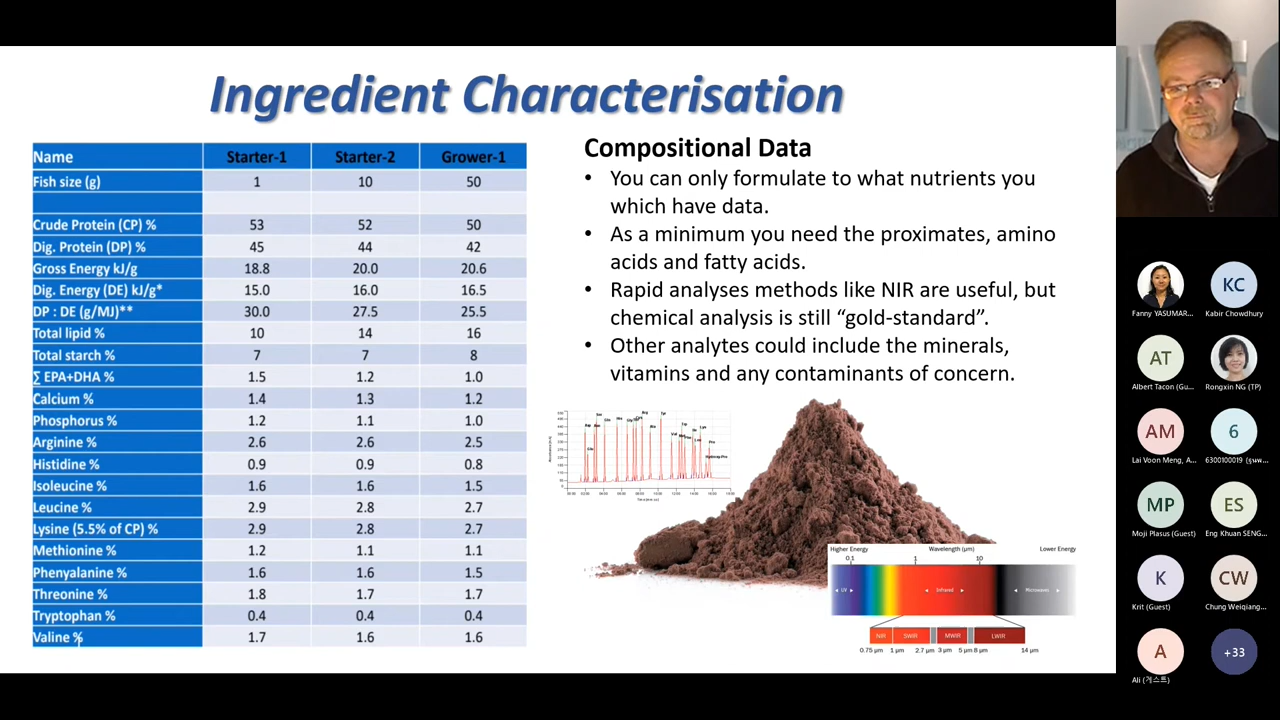 Ingredient Characterisation
Name Starter-1 Starter-2 Grower-1
Fish size (g) 1 10 50
Crude Protein (CP) % 53 52 50
Dig. Protein (DP) % 45 44 42
Gross Energy kJ/g 18.8 20.0 20.6
Dig. Energy (DE) kJ/g* 15.0 16.0 16.5
DP : DE (g/MJ)** 30.0 27.5 25.5
Total lipid % 10 14 16
Total starch % 7 7 8
∑ EPA+DHA % 1.5 1.2 1.0
Calcium % 1.4 1.3 1.2
Phosphorus % 1.2 1.1 1.0
Arginine % 2.6 2.6 2.5
Histidine % 0.9 0.9 0.8
Isoleucine % 1.6 1.6 1.5
Leucine % 2.9 2.8 2.7
Lysine (5.5% of CP) % 2.9 2.8 2.7
Methionine % 1.2 1.1 1.1
Phenyalanine % 1.6 1.6 1.5
Threonine % 1.8 1.7 1.7
Tryptophan % 0.4 0.4 0.4
Valine % 1.7 1.6 1.6
Compositional Data
• You can only formulate to what nutrients you
which have data.
• As a minimum you need the proximates, amino
acids and fatty acids.
• Rapid analyses methods like NIR are useful, but
chemical analysis is still “gold-standard”.
• Other analytes could include the minerals,
vitamins and any contaminants of concern.
Higher Energy Wavelength (µm) Lower Energy
0.1 1 10
UV Infrared Microwaves
NIR SWIR MWIR LWIR
0.75 µm 1 µm 2.7 µm 3 µm 5 µm 8 µm 14 µm
KC
Fanny YASUMAR... Kabir Chowdhury
AT
Albert Tacon (Gu... Rongxin NG (TP)
AM 6
Lai Voon Meng, A... 6300100019
MP ES
Moji Plasus (Guest) Eng Khuan SENG...
K CW
Krit (Guest) Chung Weiqiang...
A +33
Ali (게스트)